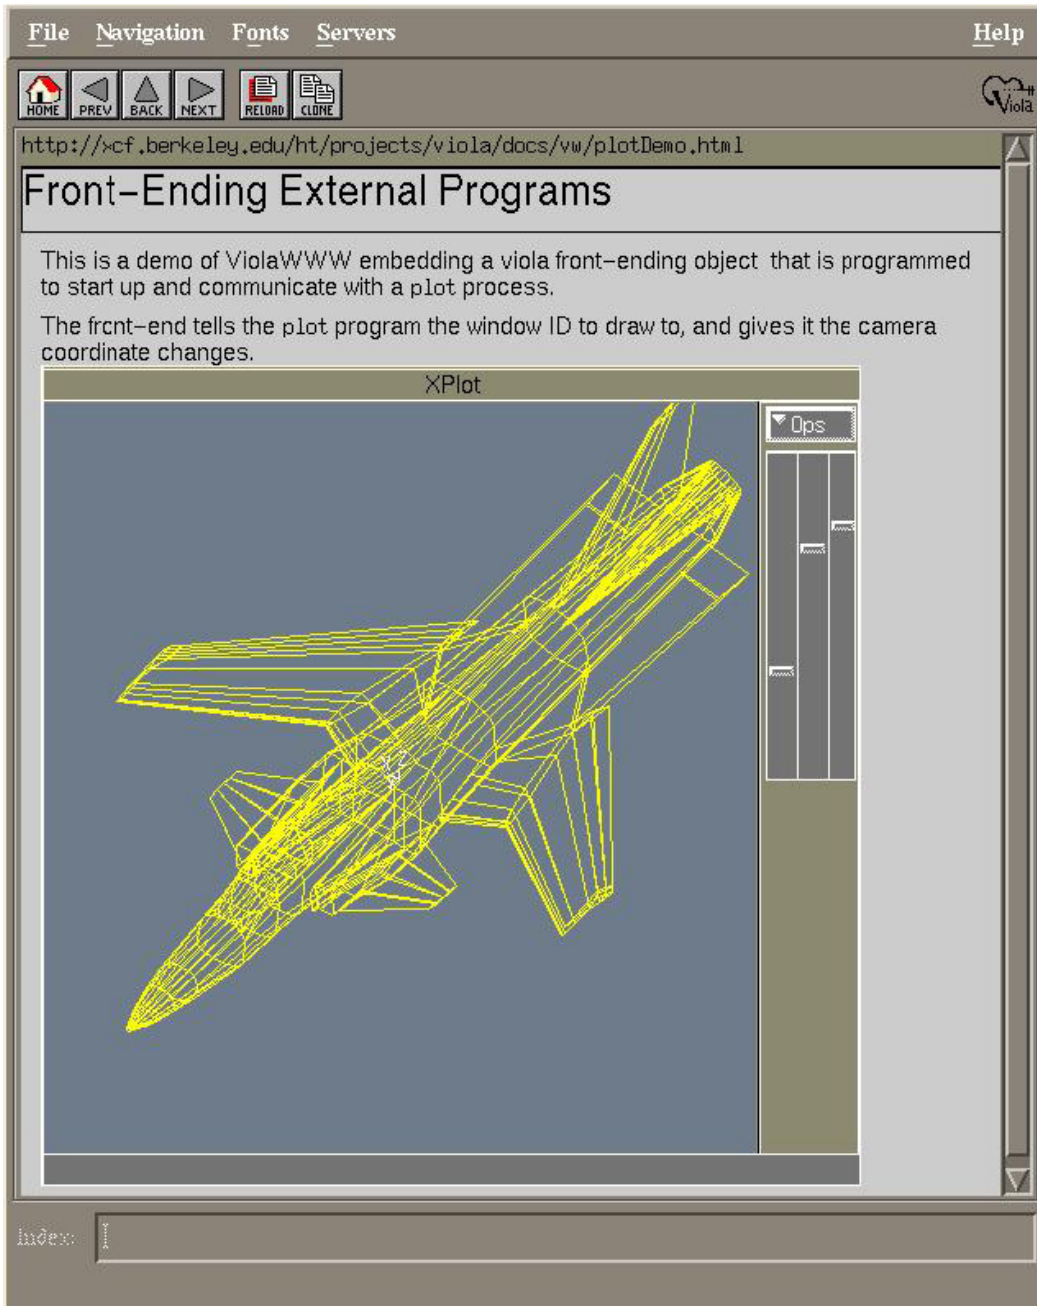 File Navigation Fonts Servers Help
HOME PREV BACK NEXT RELOAD CLONE Viola
http://xcf.berkeley.edu/ht/projects/viola/docs/vw/plotDemo.html
Front-Ending External Programs
This is a demo of ViolaWWW embedding a viola front-ending object that is programmed
to start up and communicate with a plot process.
The front-end tells the plot program the window ID to draw to, and gives it the camera
coordinate changes.
XPlot
Ops
Index: